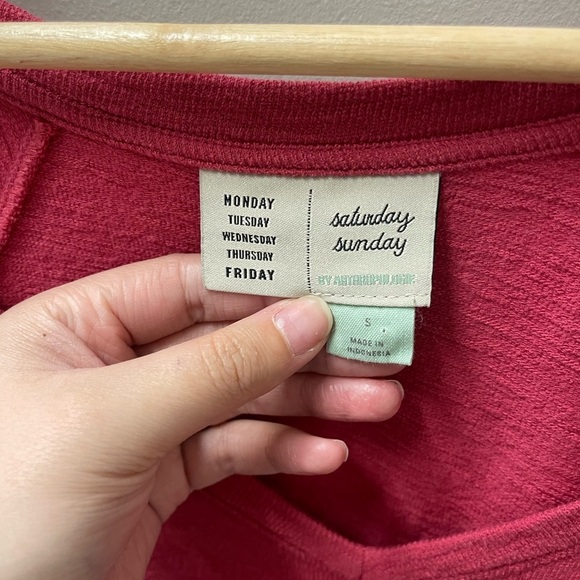 MONDAY
TUESDAY
WEDNESDAY
THURSDAY
FRIDAY
saturday
sunday
BY ANTHROPOLOGIE
S
MADE IN
INDONESIA